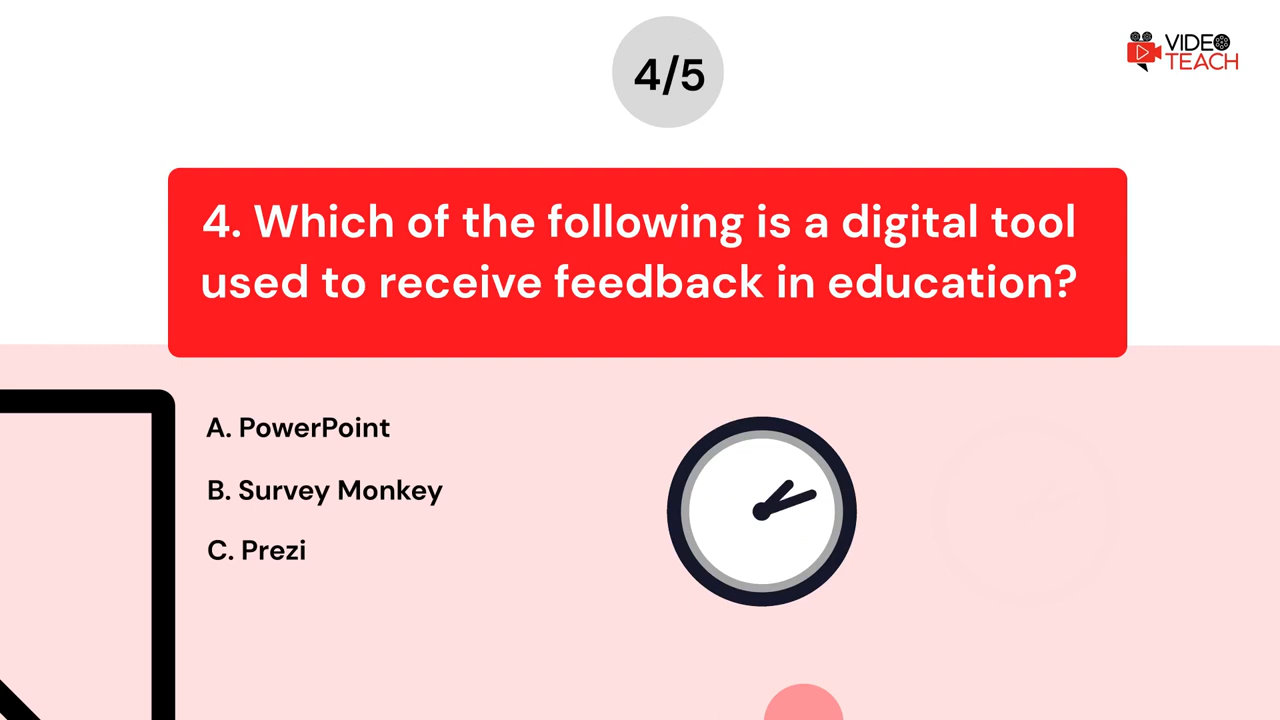 4/5
VIDEO
TEACH
4. Which of the following is a digital tool
used to receive feedback in education?
A. PowerPoint
B. Survey Monkey
C. Prezi